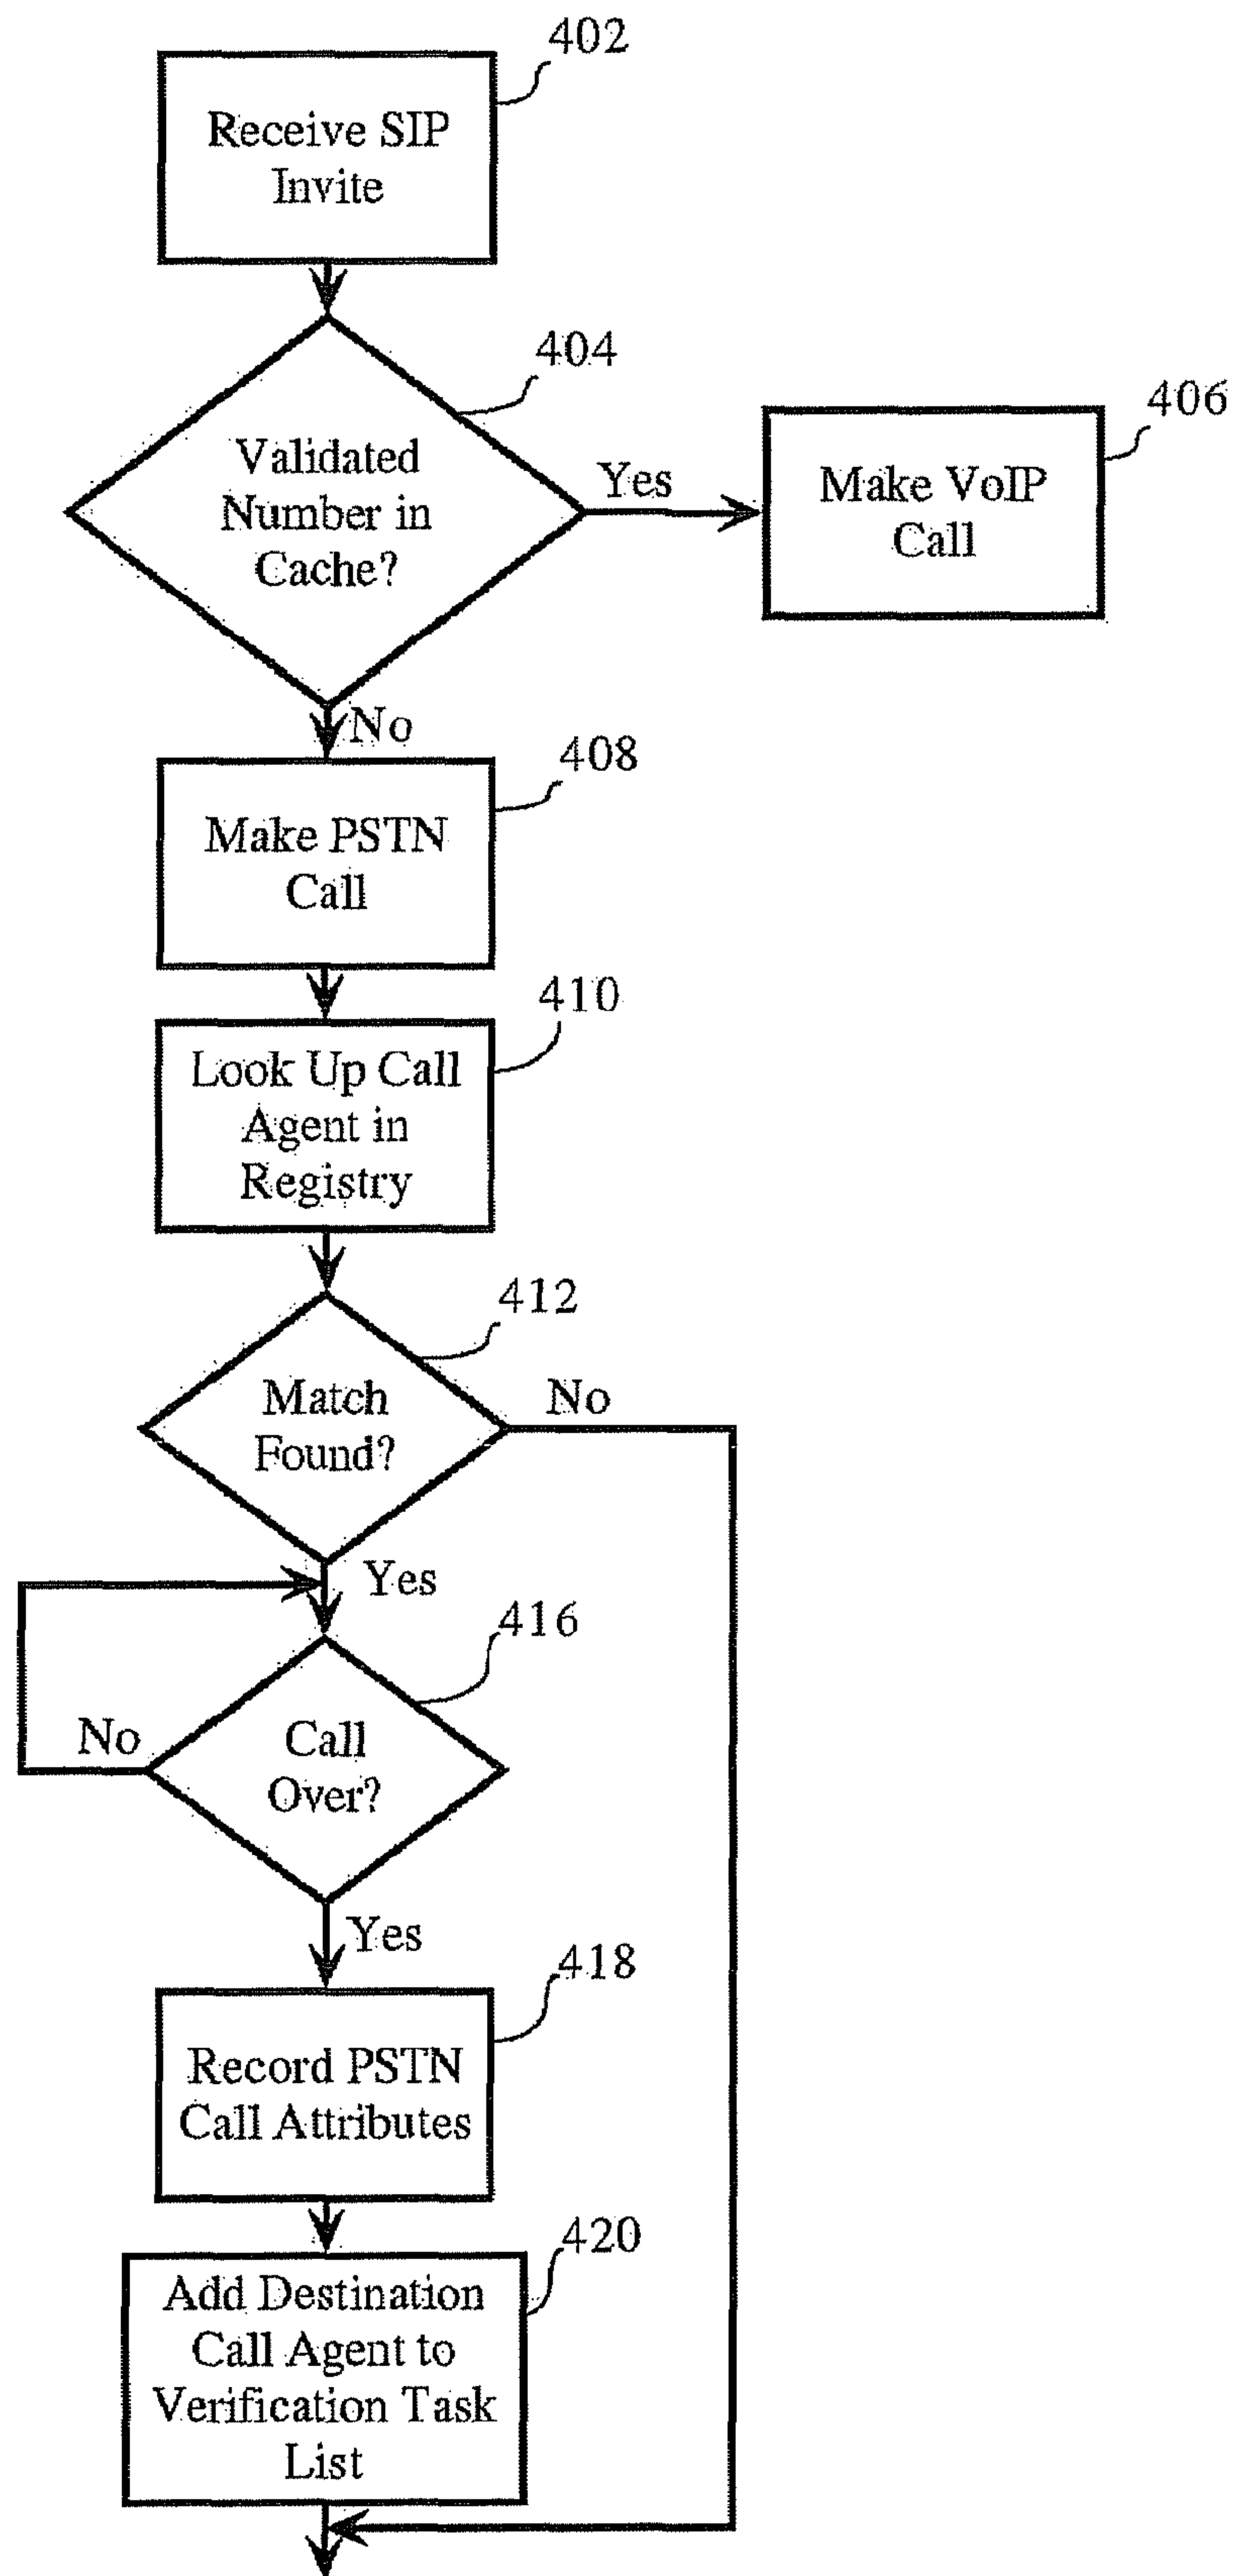 402
Receive SIP
Invite
404
Validated
Number in
Cache?
Yes
406
Make VoIP
Call
No
408
Make PSTN
Call
410
Look Up Call
Agent in
Registry
412
Match
Found?
No
Yes
416
Call
Over?
No
Yes
418
Record PSTN
Call Attributes
420
Add Destination
Call Agent to
Verification Task
List